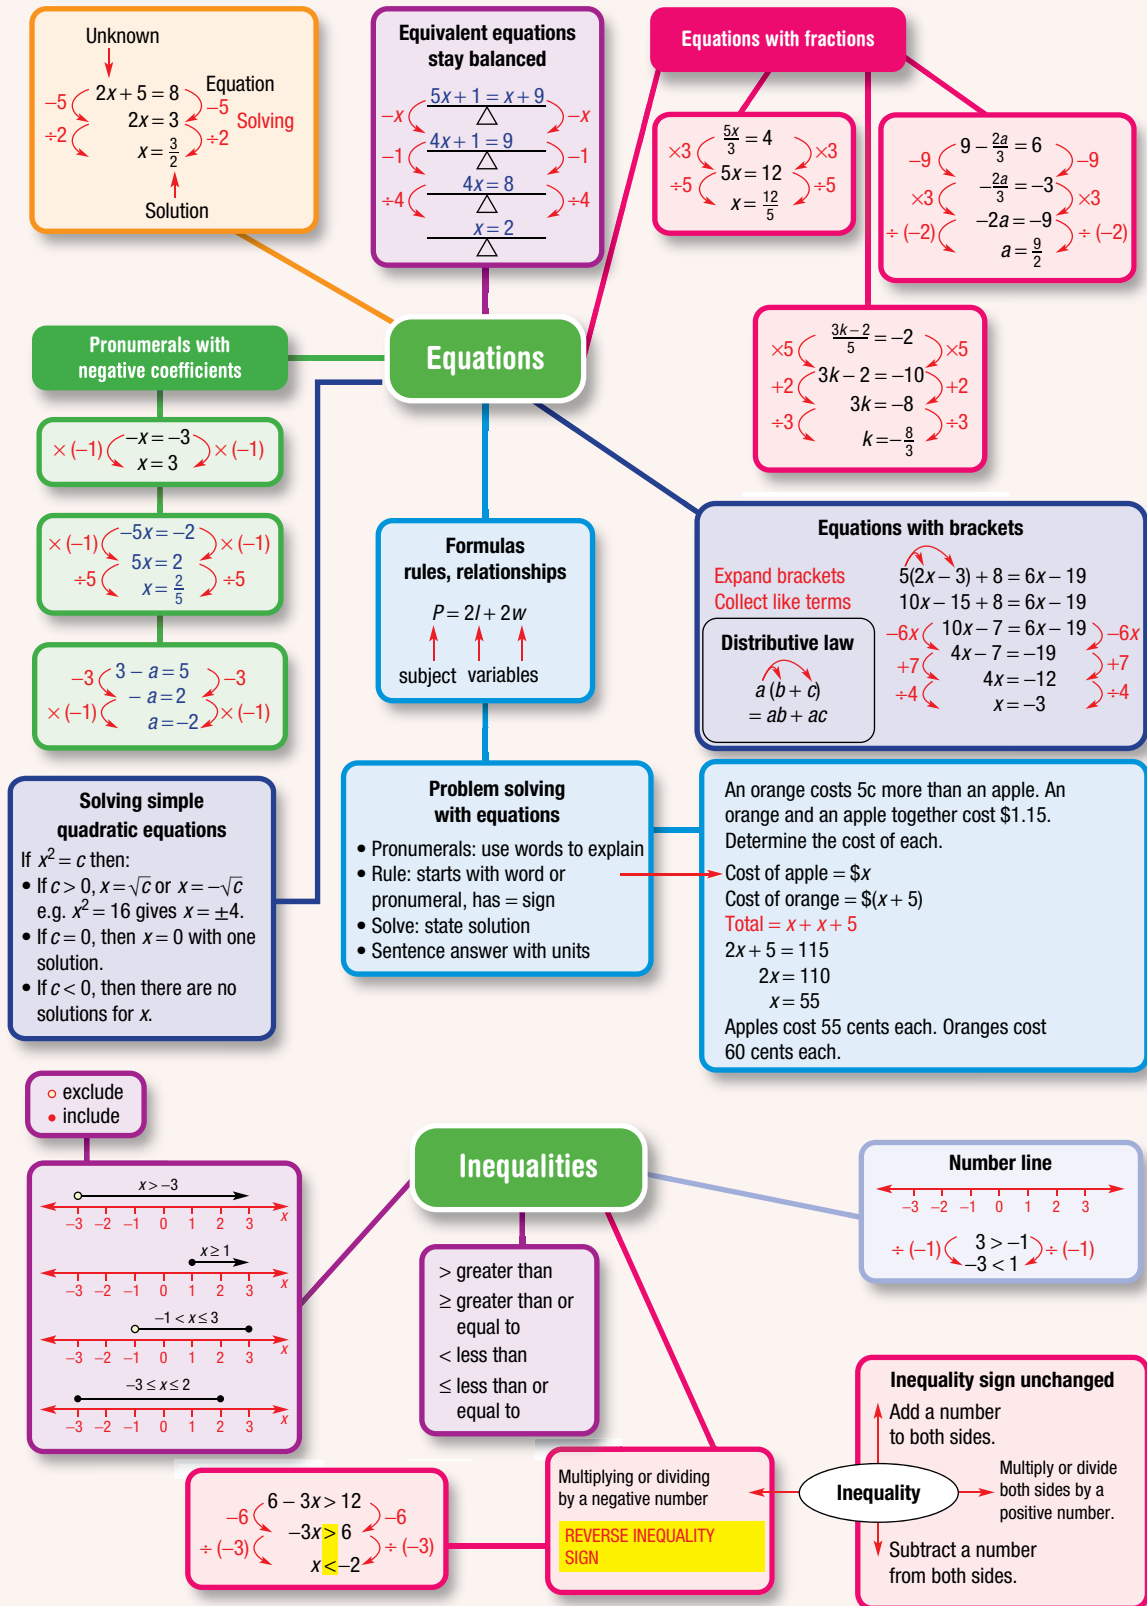 Unknown
2x + 5 = 8
Equation
−5
−5
2x = 3
Solving
÷2
÷2
x = 3/2
Solution
Equivalent equations
stay balanced
5x + 1 = x + 9
−x
−x
4x + 1 = 9
−1
−1
4x = 8
÷4
÷4
x = 2
Equations with fractions
5x/3 = 4
×3
×3
5x = 12
÷5
÷5
x = 12/5
9 − 2a/3 = 6
−9
−9
−2a/3 = −3
×3
×3
−2a = −9
÷ (−2)
÷ (−2)
a = 9/2
(3k − 2)/5 = −2
×5
×5
3k − 2 = −10
+2
+2
3k = −8
÷3
÷3
k = −8/3
Equations
Pronumerals with
negative coefficients
−x = −3
× (−1)
× (−1)
x = 3
−5x = −2
× (−1)
× (−1)
5x = 2
÷5
÷5
x = 2/5
3 − a = 5
−3
−3
− a = 2
× (−1)
× (−1)
a = −2
Formulas
rules, relationships
P = 2l + 2w
subject variables
Equations with brackets
Expand brackets
5(2x − 3) + 8 = 6x − 19
Collect like terms
10x − 15 + 8 = 6x − 19
10x − 7 = 6x − 19
−6x
−6x
4x − 7 = −19
+7
+7
4x = −12
÷4
÷4
x = −3
Distributive law
a (b + c)
= ab + ac
Solving simple
quadratic equations
If x² = c then:
• If c > 0, x = √c or x = −√c
e.g. x² = 16 gives x = ±4.
• If c = 0, then x = 0 with one
solution.
• If c < 0, then there are no
solutions for x.
Problem solving
with equations
• Pronumerals: use words to explain
• Rule: starts with word or
pronumeral, has = sign
• Solve: state solution
• Sentence answer with units
An orange costs 5c more than an apple. An
orange and an apple together cost $1.15.
Determine the cost of each.
Cost of apple = $x
Cost of orange = $(x + 5)
Total = x + x + 5
2x + 5 = 115
2x = 110
x = 55
Apples cost 55 cents each. Oranges cost
60 cents each.
○ exclude
● include
x > −3
−3 −2 −1 0 1 2 3 x
x ≥ 1
−3 −2 −1 0 1 2 3 x
−1 < x ≤ 3
−3 −2 −1 0 1 2 3 x
−3 ≤ x ≤ 2
−3 −2 −1 0 1 2 3 x
Inequalities
> greater than
≥ greater than or
equal to
< less than
≤ less than or
equal to
Number line
−3 −2 −1 0 1 2 3
3 > −1
÷ (−1)
÷ (−1)
−3 < 1
Inequality sign unchanged
Add a number
to both sides.
Inequality
Multiply or divide
both sides by a
positive number.
Subtract a number
from both sides.
Multiplying or dividing
by a negative number
REVERSE INEQUALITY
SIGN
6 − 3x > 12
−6
−6
−3x > 6
÷ (−3)
÷ (−3)
x < −2